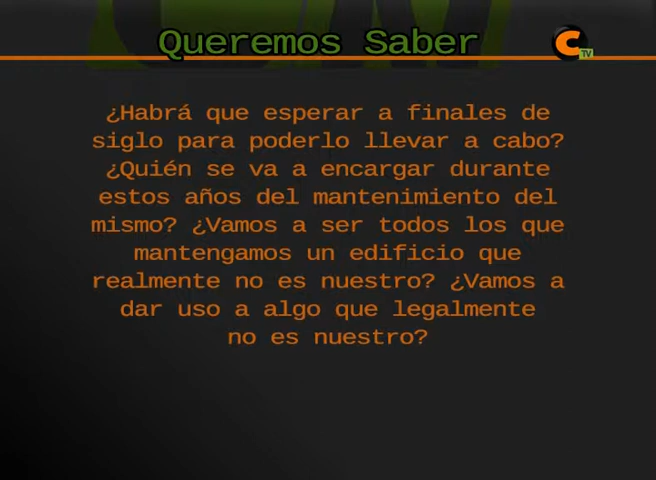 Queremos Saber
C TV
¿Habrá que esperar a finales de
siglo para poderlo llevar a cabo?
¿Quién se va a encargar durante
estos años del mantenimiento del
mismo? ¿Vamos a ser todos los que
mantengamos un edificio que
realmente no es nuestro? ¿Vamos a
dar uso a algo que legalmente
no es nuestro?